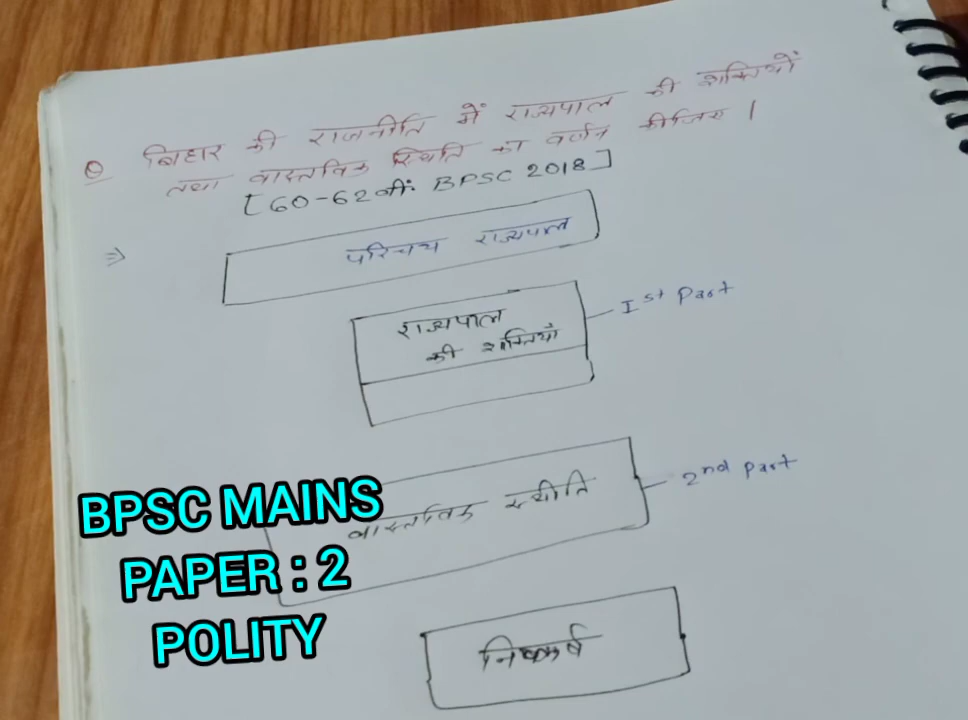 Q बिहार की राजनीति में राज्यपाल की शक्तियों
तथा वास्तविक स्थिति का वर्णन कीजिए।
[60-62वीं BPSC 2018]
⇒
परिचय राज्यपाल
राज्यपाल
की शक्तियाँ
Ist Part
वास्तविक स्थीति
2nd part
BPSC MAINS
PAPER : 2
POLITY
निष्कर्ष